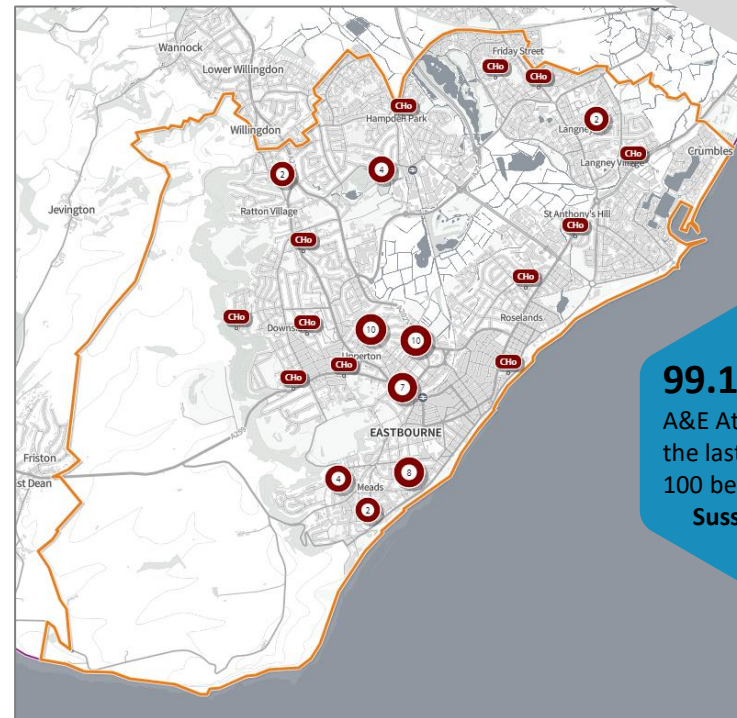 Wannock
Friday Street
Lower Willingdon
CHo
CHo
CHo
Hampden Park
2
Willingdon
Langney
CHo
Crumbles
Langney Village
2
4
Jevington
Ratton Village
St Anthony's Hill
CHo
CHo
CHo
CHo
CHo
Downs
Roselands
10
10
Upperton
CHo
CHo
CHo
7
99.1
A&E At
the last
100 be
Suss
EASTBOURNE
A259
Friston
st Dean
4
8
Meads
2